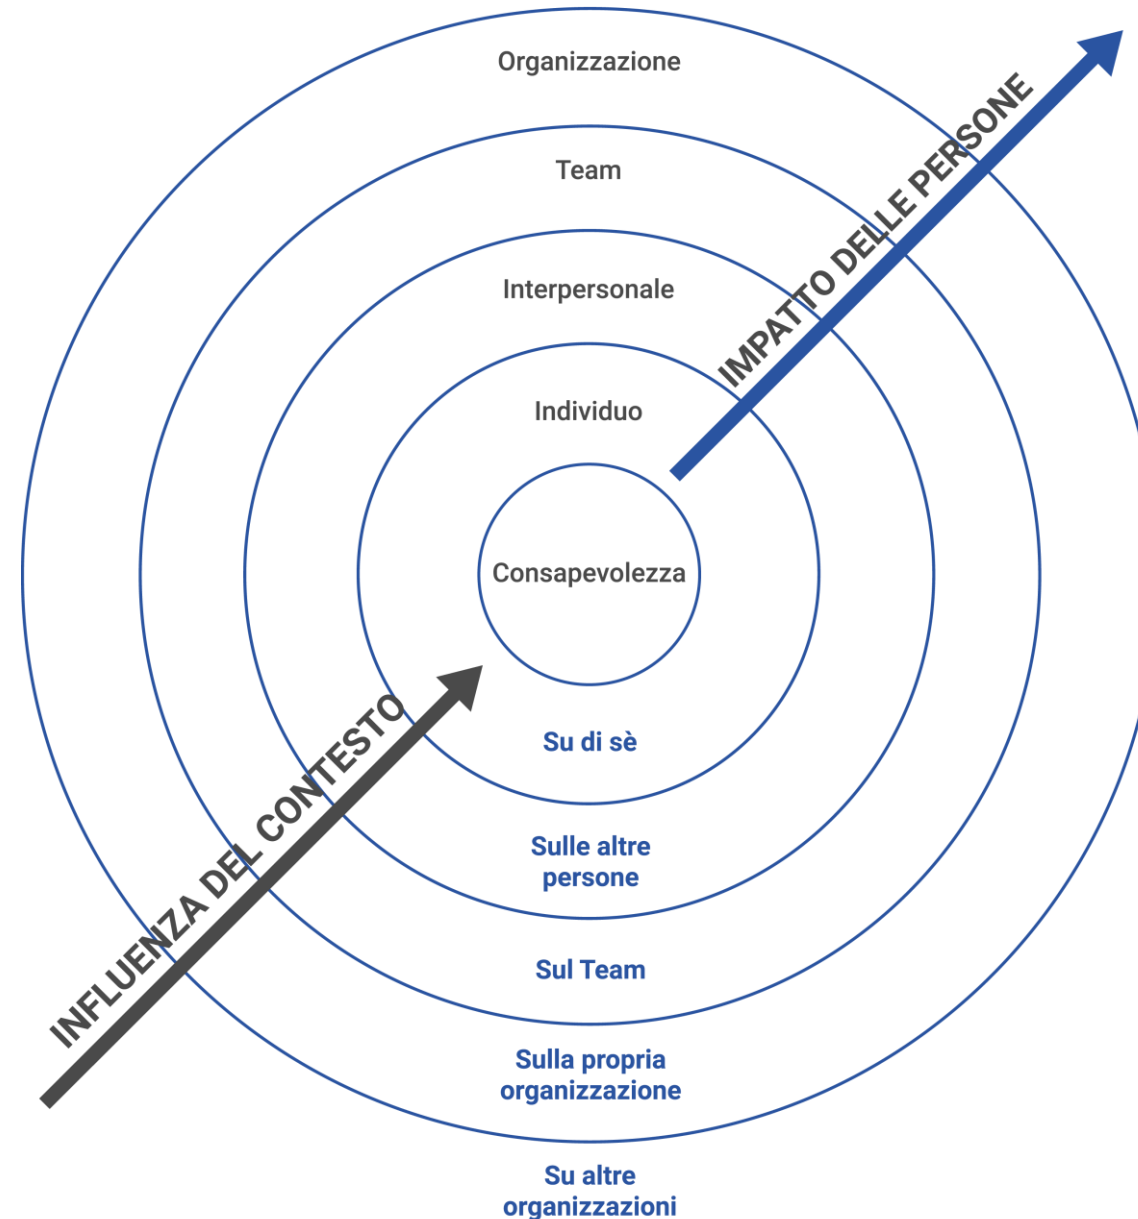 Organizzazione
Team
Interpersonale
Individuo
Consapevolezza
IMPATTO DELLE PERSONE
INFLUENZA DEL CONTESTO
Su di sè
Sulle altre
persone
Sul Team
Sulla propria
organizzazione
Su altre
organizzazioni